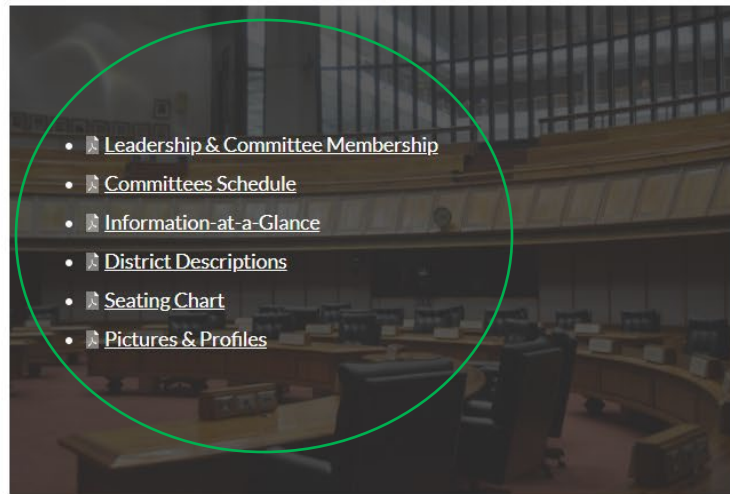 Leadership & Committee Membership
Committees Schedule
Information-at-a-Glance
District Descriptions
Seating Chart
Pictures & Profiles